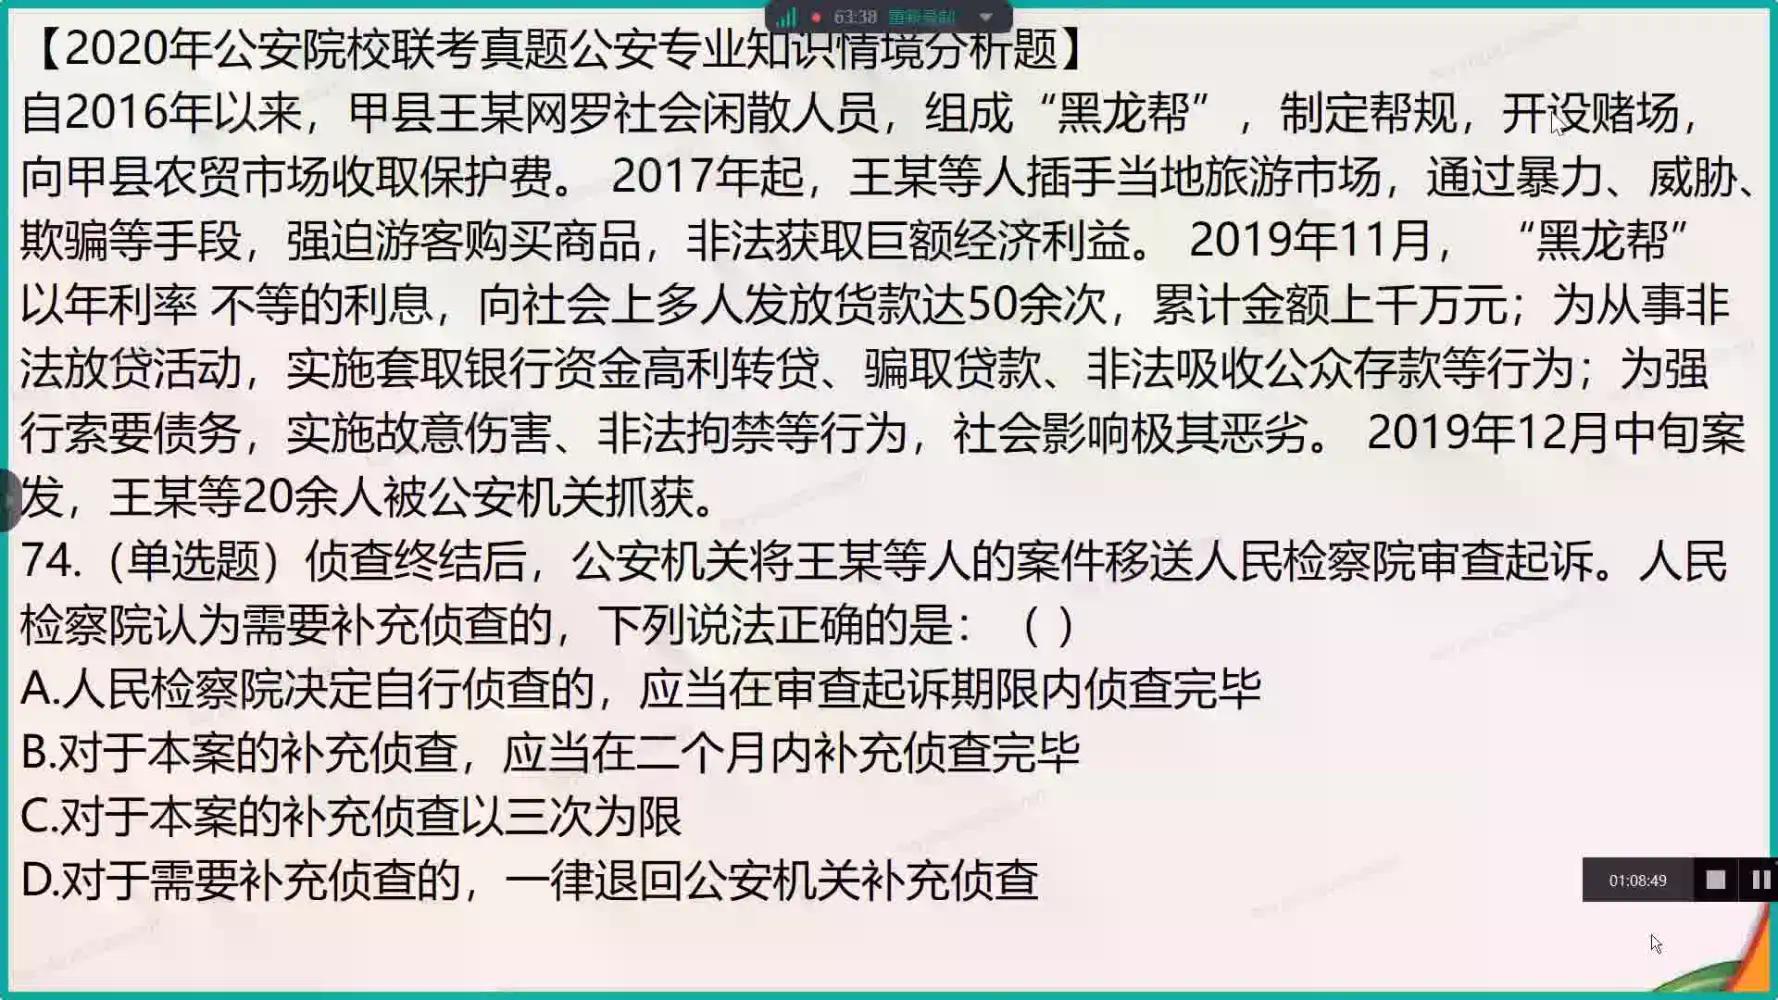 63:38 重新录制
【2020年公安院校联考真题公安专业知识情境分析题】
自2016年以来，甲县王某网罗社会闲散人员，组成“黑龙帮”，制定帮规，开设赌场，
向甲县农贸市场收取保护费。 2017年起，王某等人插手当地旅游市场，通过暴力、威胁、
欺骗等手段，强迫游客购买商品，非法获取巨额经济利益。 2019年11月， “黑龙帮”
以年利率 不等的利息，向社会上多人发放货款达50余次，累计金额上千万元；为从事非
法放贷活动，实施套取银行资金高利转贷、骗取贷款、非法吸收公众存款等行为；为强
行索要债务，实施故意伤害、非法拘禁等行为，社会影响极其恶劣。 2019年12月中旬案
发，王某等20余人被公安机关抓获。
74.（单选题）侦查终结后，公安机关将王某等人的案件移送人民检察院审查起诉。人民
检察院认为需要补充侦查的，下列说法正确的是：（ ）
A.人民检察院决定自行侦查的，应当在审查起诉期限内侦查完毕
B.对于本案的补充侦查，应当在二个月内补充侦查完毕
C.对于本案的补充侦查以三次为限
D.对于需要补充侦查的，一律退回公安机关补充侦查
01:08:49